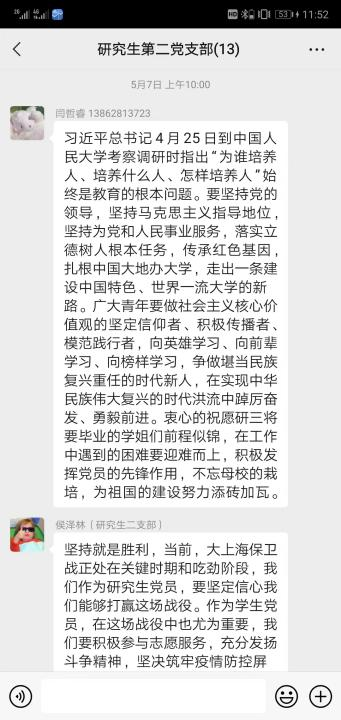 11:52
53
研究生第二党支部(13)
5月7日 上午10:00
闫哲睿 13862813723
习近平总书记4月25日到中国人
民大学考察调研时指出“为谁培养
人、培养什么人、怎样培养人”始
终是教育的根本问题。要坚持党的
领导，坚持马克思主义指导地位，
坚持为党和人民事业服务，落实立
德树人根本任务，传承红色基因，
扎根中国大地办大学，走出一条建
设中国特色、世界一流大学的新
路。广大青年要做社会主义核心价
值观的坚定信仰者、积极传播者、
模范践行者，向英雄学习、向前辈
学习、向榜样学习，争做堪当民族
复兴重任的时代新人，在实现中华
民族伟大复兴的时代洪流中踔厉奋
发、勇毅前进。衷心的祝愿研三将
要毕业的学姐们前程似锦，在工作
中遇到的困难要迎难而上，积极发
挥党员的先锋作用，不忘母校的栽
培，为祖国的建设努力添砖加瓦。
侯泽林（研究生二支部）
坚持就是胜利，当前，大上海保卫
战正处在关键时期和吃劲阶段，我
们作为研究生党员，要坚定信心我
们能够打赢这场战役。作为学生党
员，在这场战役中也尤为重要，我
们要积极参与志愿服务，充分发扬
斗争精神，坚决筑牢疫情防控屏